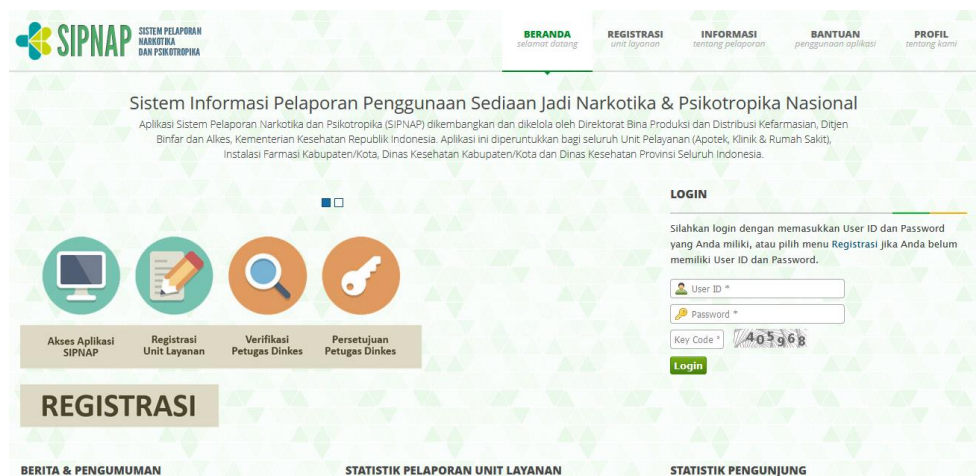 SIPNAP
SISTEM PELAPORAN
NARKOTIKA
DAN PSIKOTROPIKA
BERANDA
selamat datang
REGISTRASI
unit layanan
INFORMASI
tentang pelaporan
BANTUAN
penggunaan aplikasi
PROFIL
tentang kami
Sistem Informasi Pelaporan Penggunaan Sediaan Jadi Narkotika & Psikotropika Nasional
Aplikasi Sistem Pelaporan Narkotika dan Psikotropika (SIPNAP) dikembangkan dan dikelola oleh Direktorat Bina Produksi dan Distribusi Kefarmasian, Ditjen
Binfar dan Alkes, Kementerian Kesehatan Republik Indonesia. Aplikasi ini diperuntukkan bagi seluruh Unit Pelayanan (Apotek, Klinik & Rumah Sakit),
Instalasi Farmasi Kabupaten/Kota, Dinas Kesehatan Kabupaten/Kota dan Dinas Kesehatan Provinsi Seluruh Indonesia.
Akses Aplikasi
SIPNAP
Registrasi
Unit Layanan
Verifikasi
Petugas Dinkes
Persetujuan
Petugas Dinkes
REGISTRASI
LOGIN
Silahkan login dengan memasukkan User ID dan Password
yang Anda miliki, atau pilih menu Registrasi jika Anda belum
memiliki User ID dan Password.
User ID *
Password *
Key Code *
405968
Login
BERITA & PENGUMUMAN
STATISTIK PELAPORAN UNIT LAYANAN
STATISTIK PENGUNJUNG